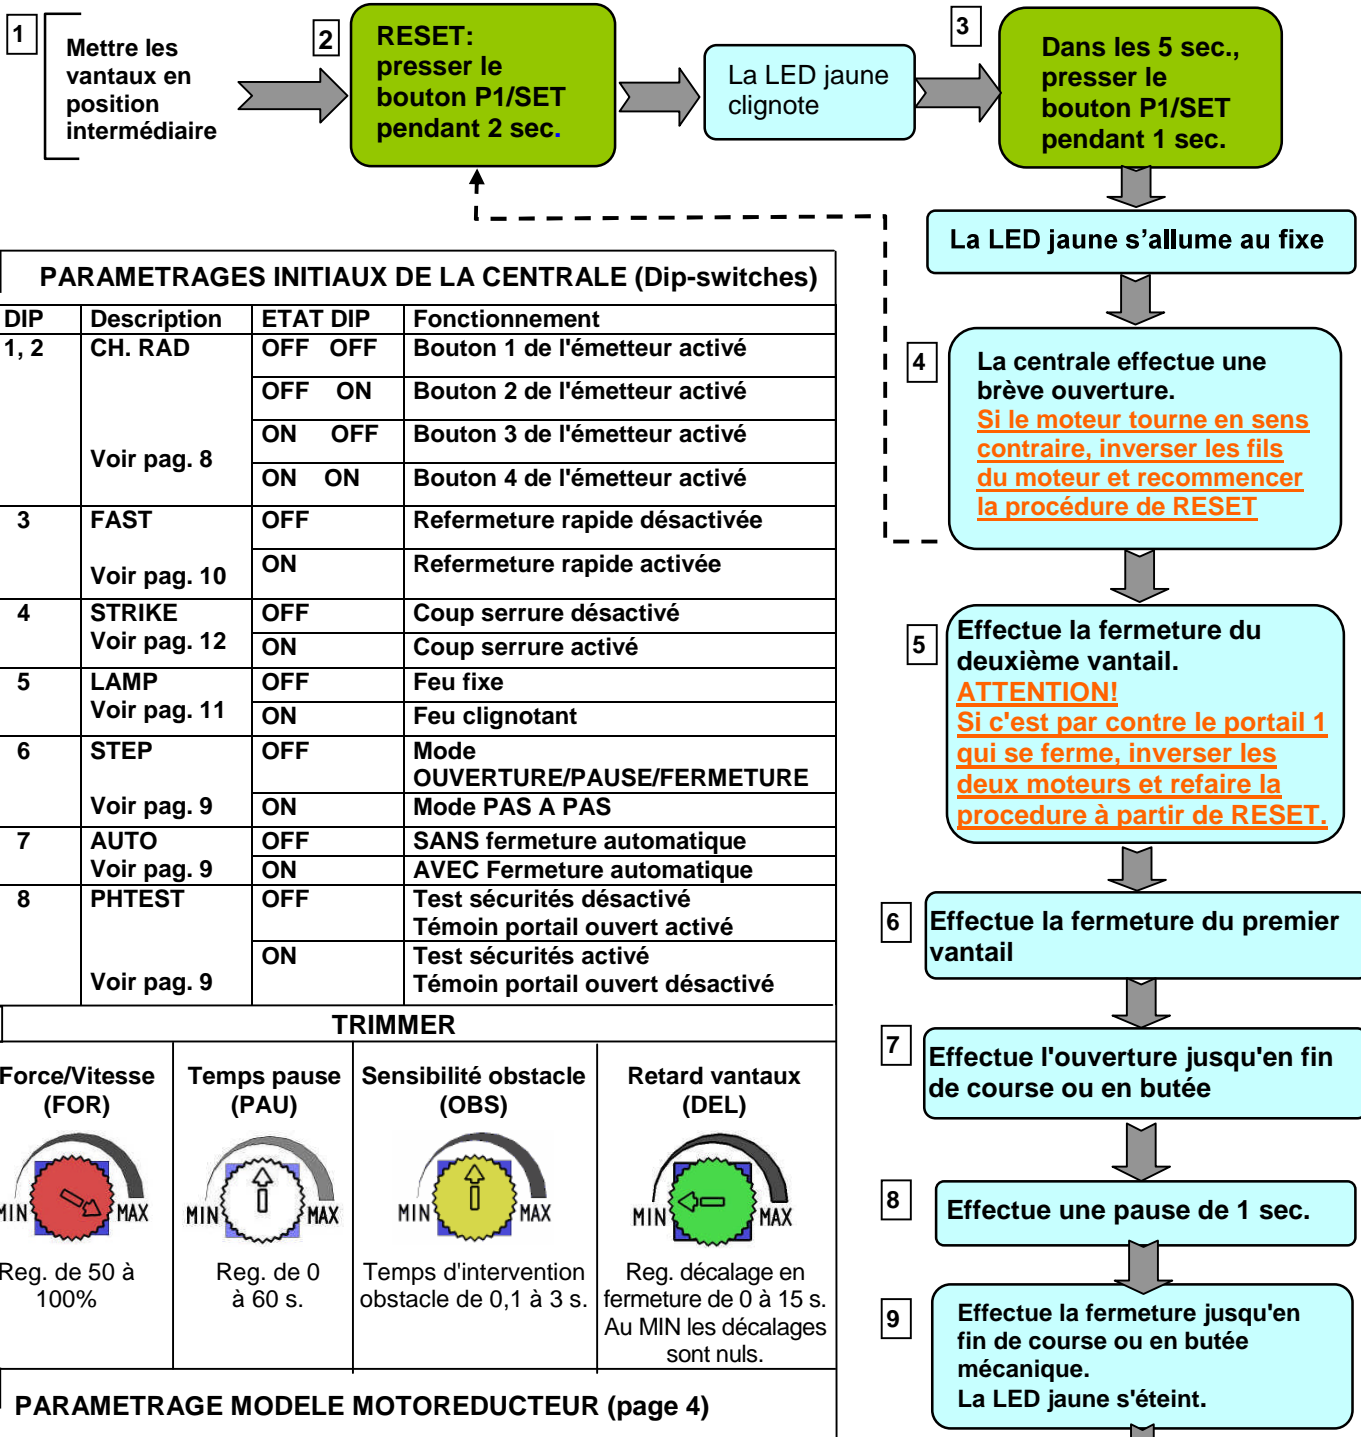 1
Mettre les
vantaux en
position
intermédiaire
2
RESET:
presser le
bouton P1/SET
pendant 2 sec.
La LED jaune
clignote
3
Dans les 5 sec.,
presser le
bouton P1/SET
pendant 1 sec.
La LED jaune s'allume au fixe
4
La centrale effectue une
brève ouverture.
Si le moteur tourne en sens
contraire, inverser les fils
du moteur et recommencer
la procédure de RESET
5
Effectue la fermeture du
deuxième vantail.
ATTENTION!
Si c'est par contre le portail 1
qui se ferme, inverser les
deux moteurs et refaire la
procedure à partir de RESET.
6
Effectue la fermeture du premier
vantail
7
Effectue l'ouverture jusqu'en fin
de course ou en butée
8
Effectue une pause de 1 sec.
9
Effectue la fermeture jusqu'en
fin de course ou en butée
mécanique.
La LED jaune s'éteint.
PARAMETRAGES INITIAUX DE LA CENTRALE (Dip-switches)
DIP Description ETAT DIP Fonctionnement
1, 2 CH. RAD OFF OFF Bouton 1 de l'émetteur activé
OFF ON Bouton 2 de l'émetteur activé
ON OFF Bouton 3 de l'émetteur activé
Voir pag. 8
ON ON Bouton 4 de l'émetteur activé
3 FAST OFF Refermeture rapide désactivée
Voir pag. 10 ON Refermeture rapide activée
4 STRIKE OFF Coup serrure désactivé
Voir pag. 12 ON Coup serrure activé
5 LAMP OFF Feu fixe
Voir pag. 11 ON Feu clignotant
6 STEP OFF Mode
OUVERTURE/PAUSE/FERMETURE
Voir pag. 9 ON Mode PAS A PAS
7 AUTO OFF SANS fermeture automatique
Voir pag. 9 ON AVEC Fermeture automatique
8 PHTEST OFF Test sécurités désactivé
Témoin portail ouvert activé
ON Test sécurités activé
Voir pag. 9 Témoin portail ouvert désactivé
TRIMMER
Force/Vitesse
(FOR)
MIN MAX
Reg. de 50 à
100%
Temps pause
(PAU)
MIN MAX
Reg. de 0
à 60 s.
Sensibilité obstacle
(OBS)
MIN MAX
Temps d'intervention
obstacle de 0,1 à 3 s.
Retard vantaux
(DEL)
MIN MAX
Reg. décalage en
fermeture de 0 à 15 s.
Au MIN les décalages
sont nuls.
PARAMETRAGE MODELE MOTOREDUCTEUR (page 4)